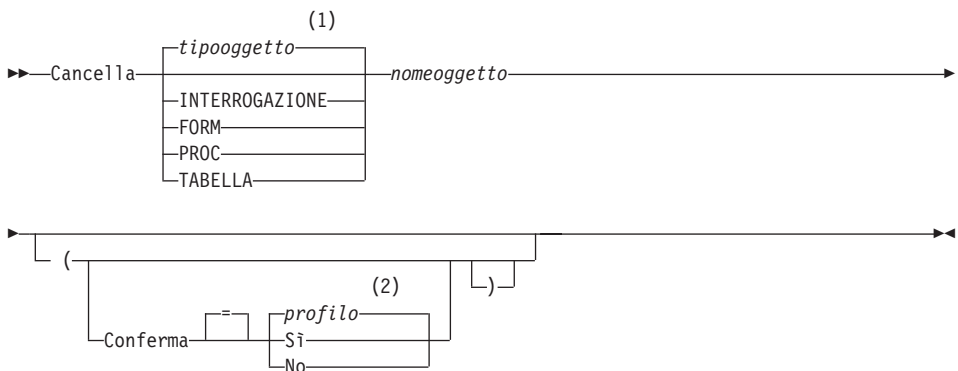 (1)
tipooggetto
Cancella nomeoggetto
INTERROGAZIONE
FORM
PROC
TABELLA
(
(2) )
= profilo
Conferma Sì
No